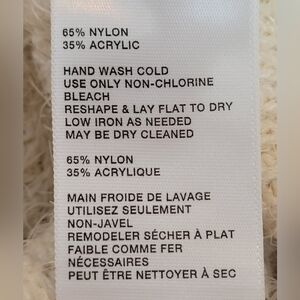 65% NYLON
35% ACRYLIC
HAND WASH COLD
USE ONLY NON-CHLORINE
BLEACH
RESHAPE & LAY FLAT TO DRY
LOW IRON AS NEEDED
MAY BE DRY CLEANED
65% NYLON
35% ACRYLIQUE
MAIN FROIDE DE LAVAGE
UTILISEZ SEULEMENT
NON-JAVEL
REMODELER SÉCHER À PLAT
FAIBLE COMME FER
NÉCESSAIRES
PEUT ÊTRE NETTOYER À SEC